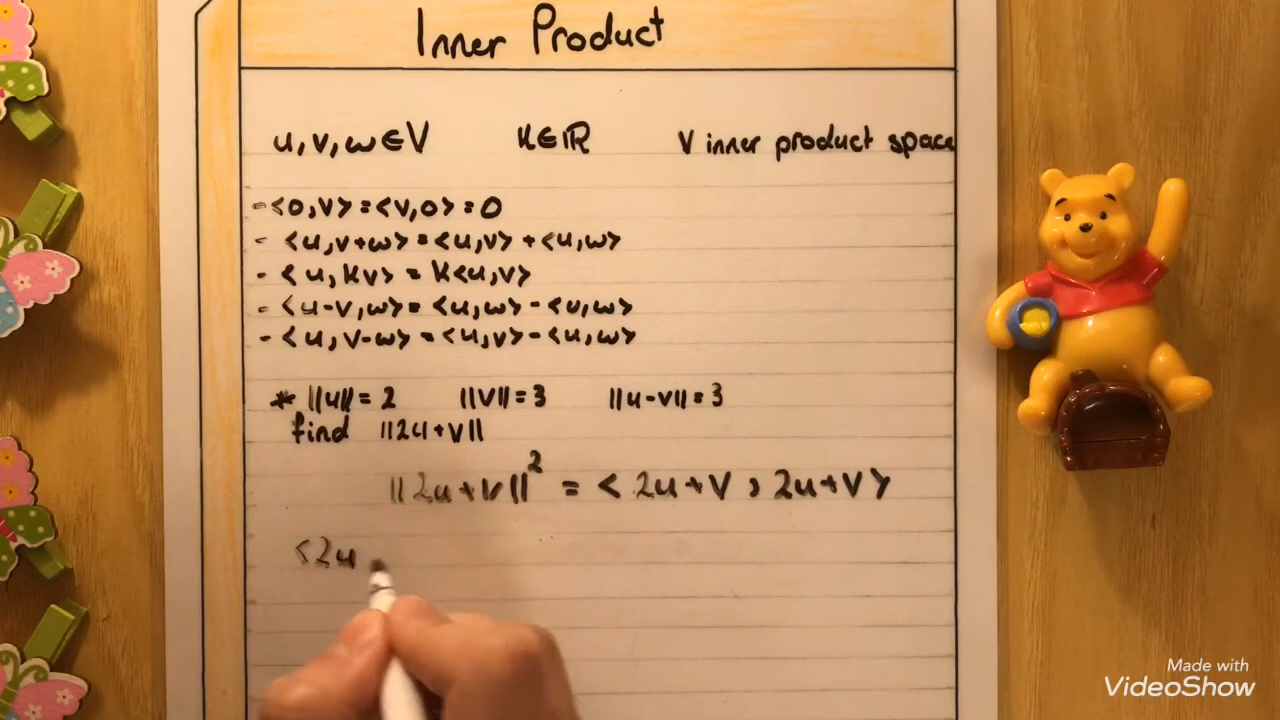 Inner Product
u, v, w ∈ V k ∈ ℝ V inner product space
- <0, v> = <v, 0> = 0
- <u, v+w> = <u, v> + <u, w>
- <u, kv> = k<u, v>
- <u-v, w> = <u, w> - <v, w>
- <u, v-w> = <u, v> - <u, w>
* ||u|| = 2 ||v|| = 3 ||u-v|| = 3
find ||2u+v||
||2u+v||² = <2u+v, 2u+v>
<2u
Made with
VideoShow